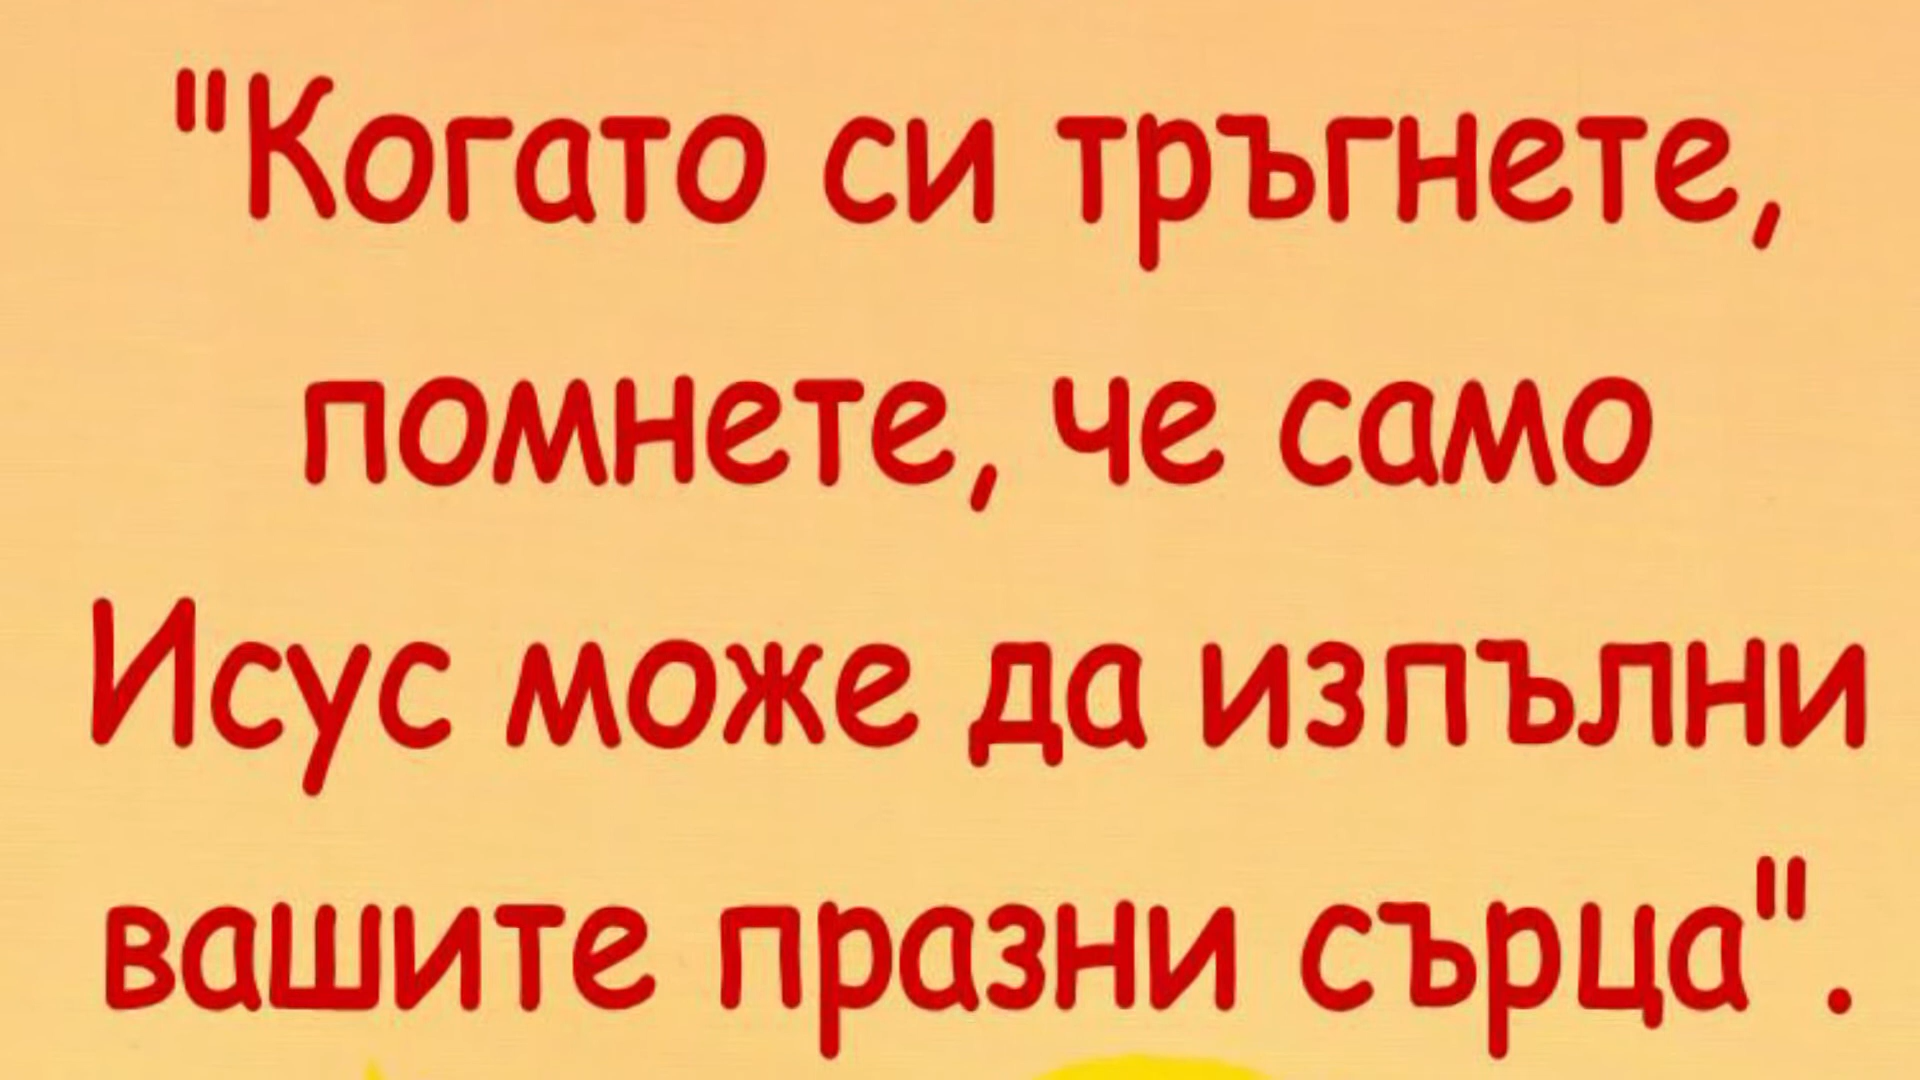 "Когато си тръгнете,
помнете, че само
Исус може да изпълни
вашите празни сърца".